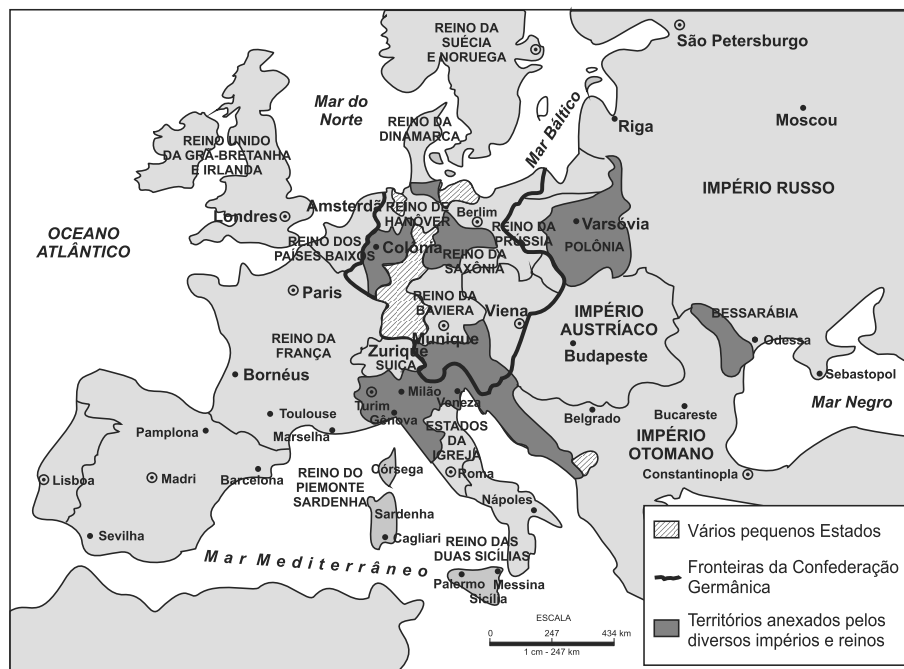 REINO DA
SUÉCIA
E NORUEGA
São Petersburgo
Mar do
Norte
Mar Báltico
Riga
Moscou
REINO DA
DINAMARCA
REINO UNIDO
DA GRÃ-BRETANHA
E IRLANDA
IMPÉRIO RUSSO
Londres
Amsterdã
REINO DE
HANÔVER
Berlim
REINO DA
PRÚSSIA
Varsóvia
POLÔNIA
OCEANO
ATLÂNTICO
REINO DOS
PAÍSES BAIXOS
Colônia
REINO DA
SAXÔNIA
Paris
REINO DA
BAVIERA
Munique
Viena
IMPÉRIO
AUSTRÍACO
Budapeste
BESSARÁBIA
Odessa
REINO DA
FRANÇA
Zurique
SUIÇA
Sebastopol
Bornéus
Milão
Turim
Veneza
Gênova
Mar Negro
Toulouse
Marselha
Belgrado
Bucareste
Pamplona
ESTADOS
DA
IGREJA
IMPÉRIO
OTOMANO
Lisboa
Madri
Barcelona
REINO DO
PIEMONTE
SARDENHA
Córsega
Roma
Constantinopla
Nápoles
Sardenha
Sevilha
Cagliari
REINO DAS
DUAS SICÍLIAS
Mar Mediterrâneo
Palermo
Messina
Sicília
Vários pequenos Estados
Fronteiras da Confederação
Germânica
Territórios anexados pelos
diversos impérios e reinos
ESCALA
0 247 434 km
1 cm - 247 km